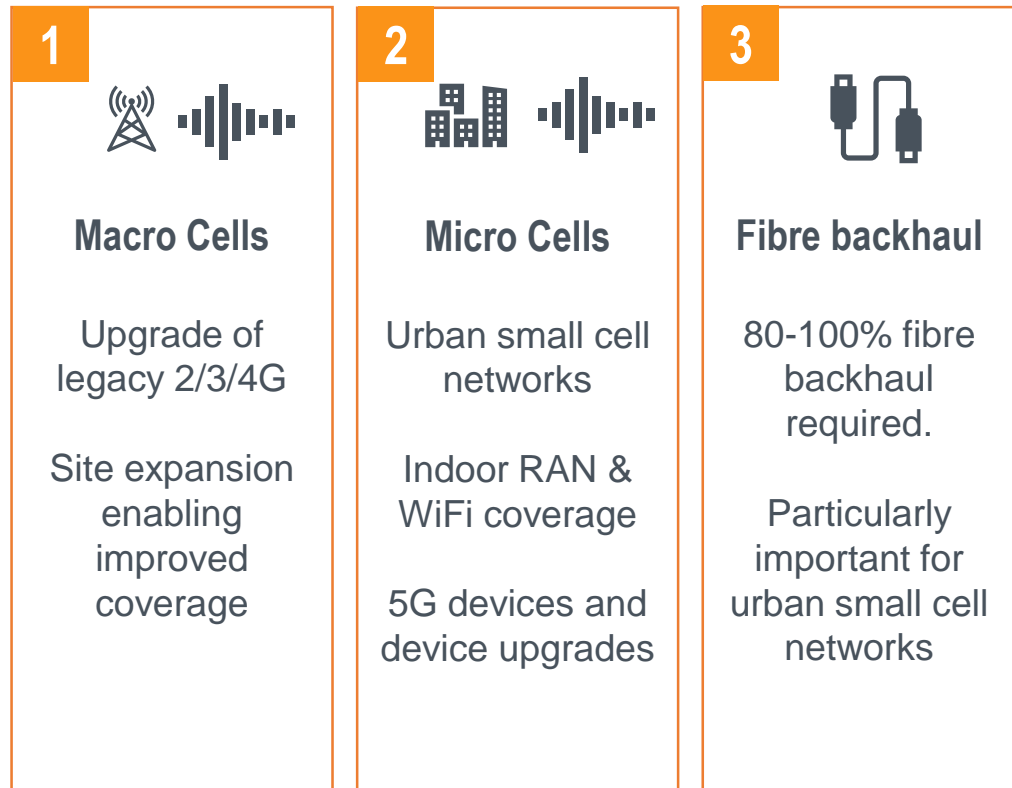 1
Macro Cells
Upgrade of
legacy 2/3/4G
Site expansion
enabling
improved
coverage
2
Micro Cells
Urban small cell
networks
Indoor RAN &
WiFi coverage
5G devices and
device upgrades
3
Fibre backhaul
80-100% fibre
backhaul
required.
Particularly
important for
urban small cell
networks